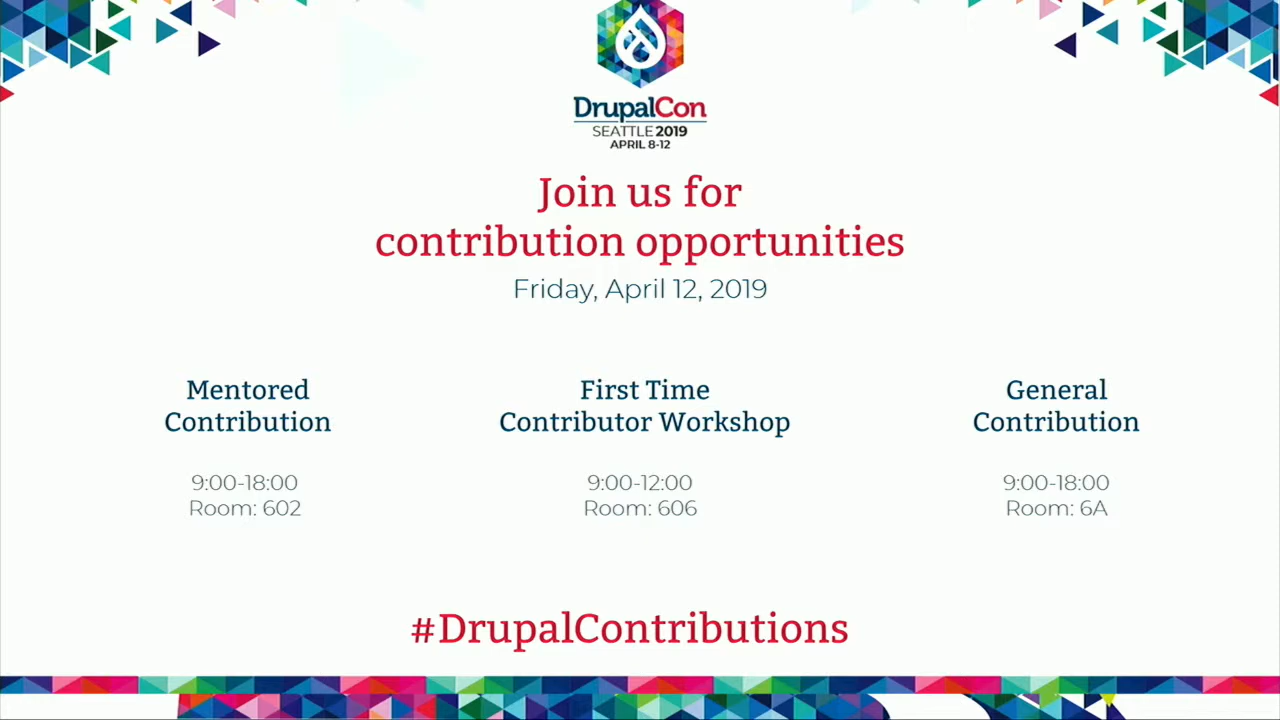 DrupalCon
SEATTLE 2019
APRIL 8-12
Join us for
contribution opportunities
Friday, April 12, 2019
Mentored
Contribution
9:00-18:00
Room: 602
First Time
Contributor Workshop
9:00-12:00
Room: 606
General
Contribution
9:00-18:00
Room: 6A
#DrupalContributions